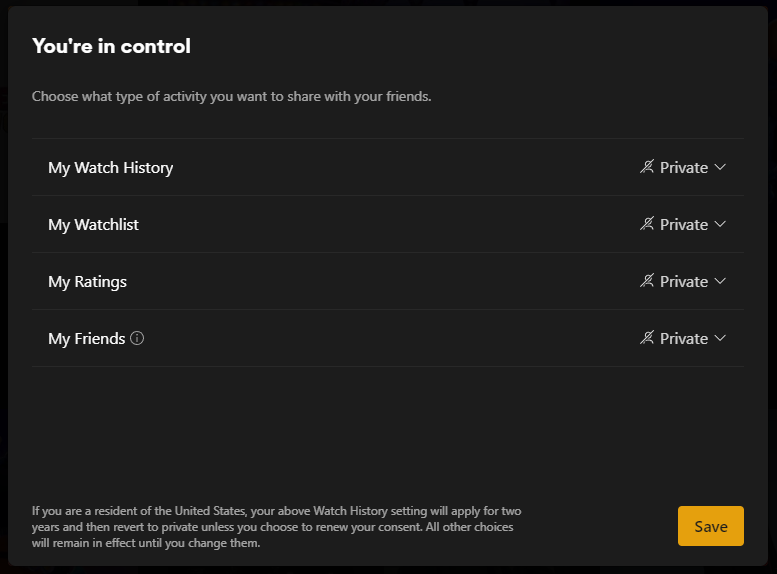 You're in control
Choose what type of activity you want to share with your friends.
My Watch History
Private
My Watchlist
Private
My Ratings
Private
My Friends
Private
If you are a resident of the United States, your above Watch History setting will apply for two
years and then revert to private unless you choose to renew your consent. All other choices
will remain in effect until you change them.
Save